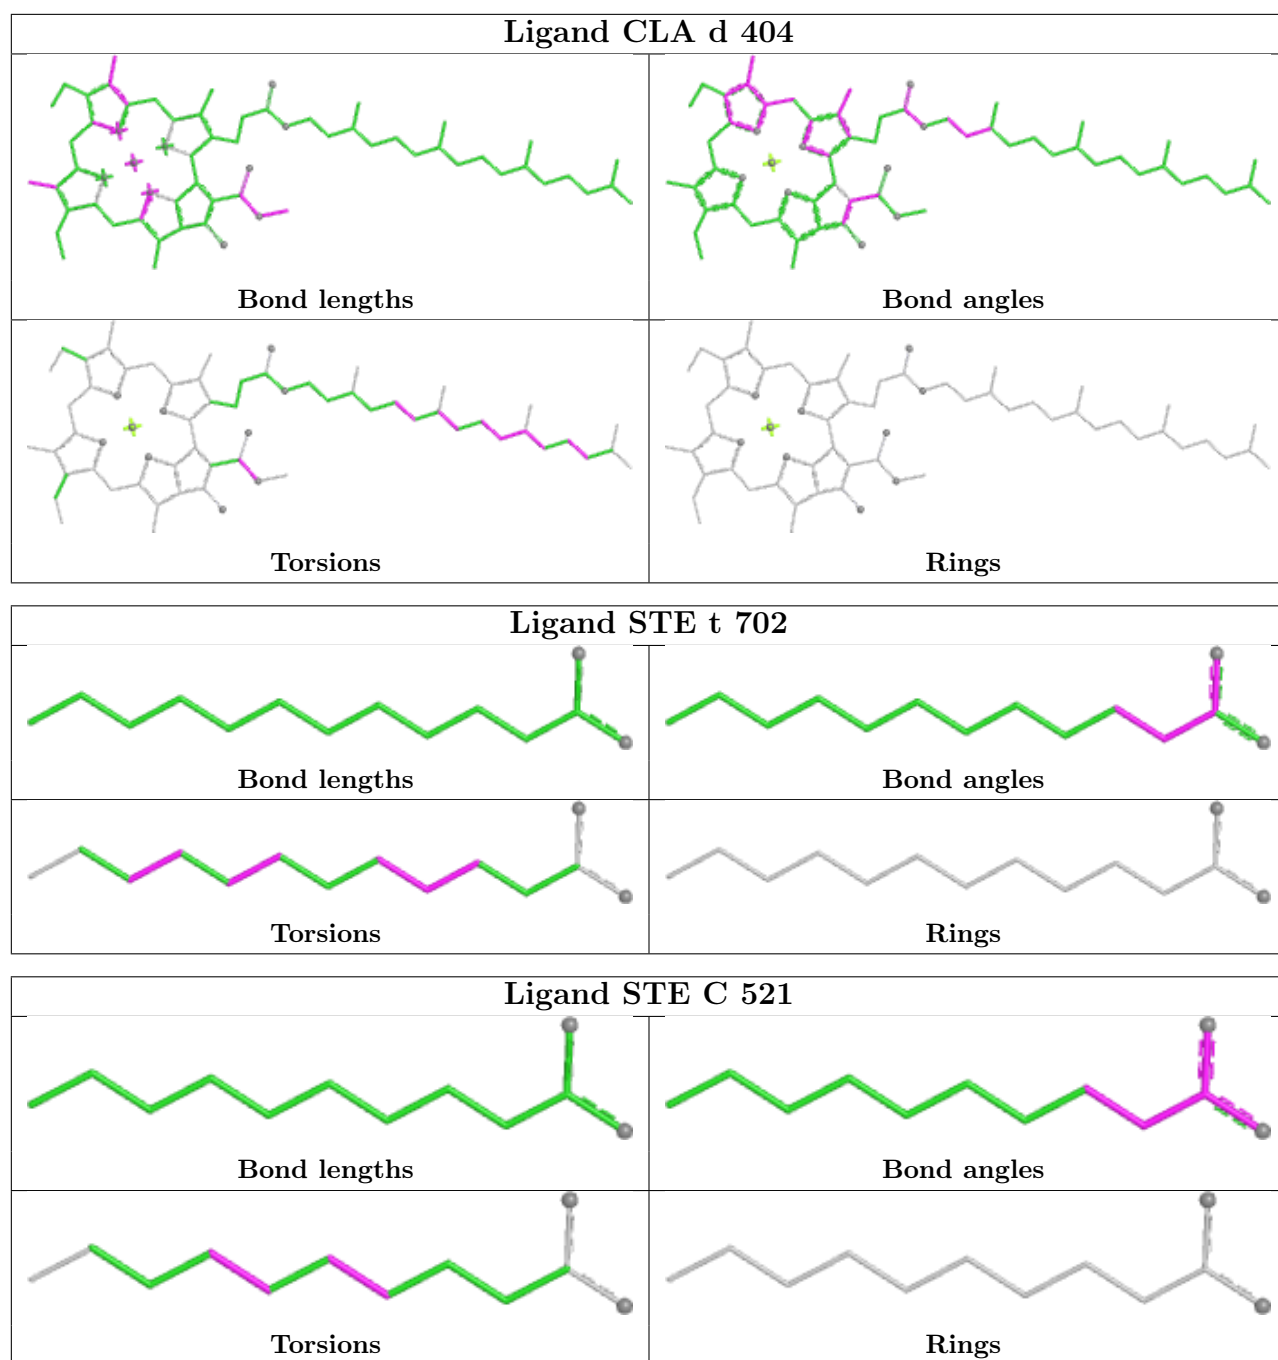 Ligand CLA d 404
Bond lengths
Bond angles
Torsions
Rings
Ligand STE t 702
Bond lengths
Bond angles
Torsions
Rings
Ligand STE C 521
Bond lengths
Bond angles
Torsions
Rings